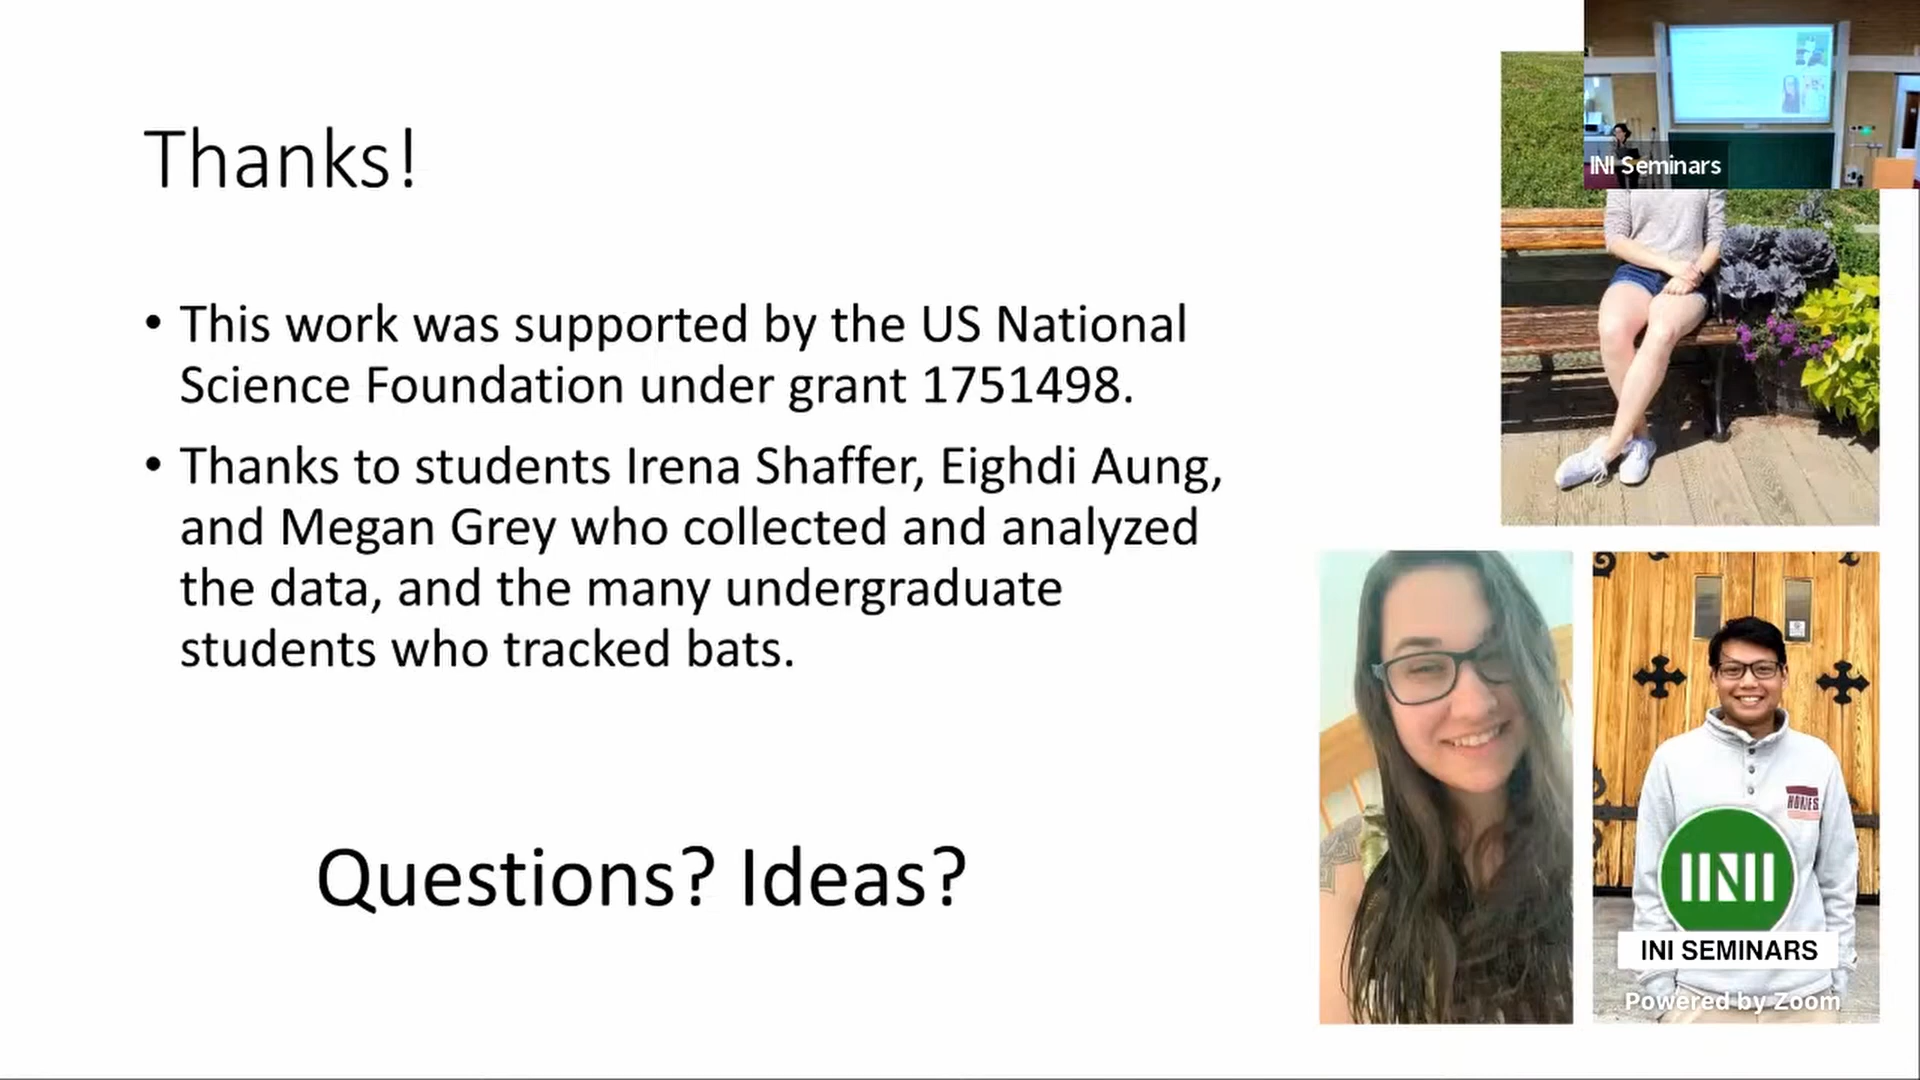 INI Seminars
Thanks!
• This work was supported by the US National
Science Foundation under grant 1751498.
• Thanks to students Irena Shaffer, Eighdi Aung,
and Megan Grey who collected and analyzed
the data, and the many undergraduate
students who tracked bats.
Questions? Ideas?
HOKIES
INI
INI SEMINARS
Powered by Zoom